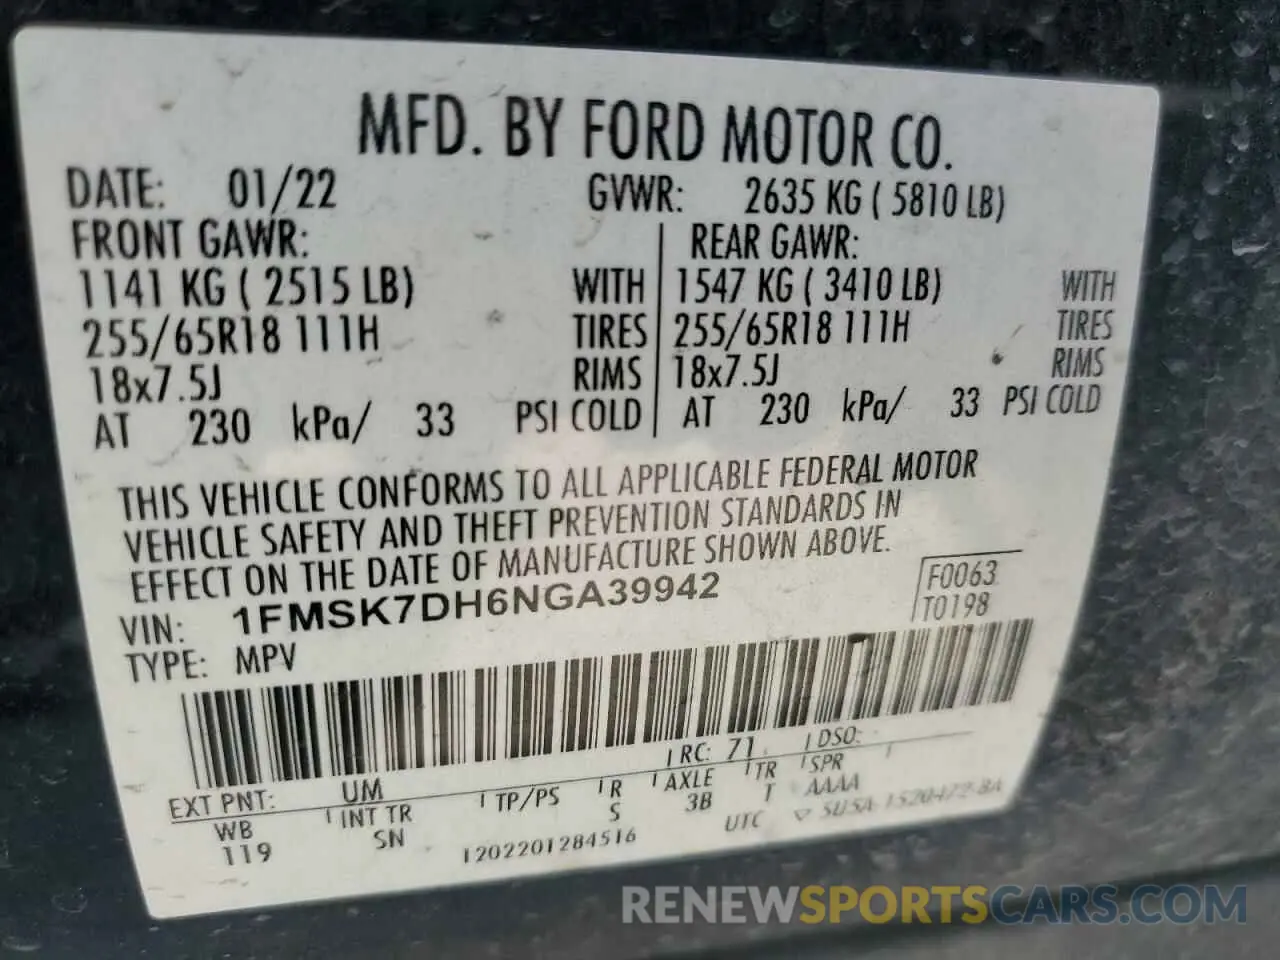 MFD. BY FORD MOTOR CO.
DATE: 01/22 GVWR: 2635 KG ( 5810 LB)
FRONT GAWR: REAR GAWR:
1141 KG ( 2515 LB) WITH 1547 KG ( 3410 LB) WITH
255/65R18 111H TIRES 255/65R18 111H TIRES
18x7.5J RIMS 18x7.5J RIMS
AT 230 kPa/ 33 PSI COLD AT 230 kPa/ 33 PSI COLD
THIS VEHICLE CONFORMS TO ALL APPLICABLE FEDERAL MOTOR
VEHICLE SAFETY AND THEFT PREVENTION STANDARDS IN
EFFECT ON THE DATE OF MANUFACTURE SHOWN ABOVE.
VIN: 1FMSK7DH6NGA39942 F0063
TYPE: MPV T0198
EXT PNT: UM RC: 71 DSO:
WB INT TR TP/PS R AXLE TR SPR
119 SN S 3B T AAAA
1202201284516 UTC
RENEWSPORTSCARS.COM